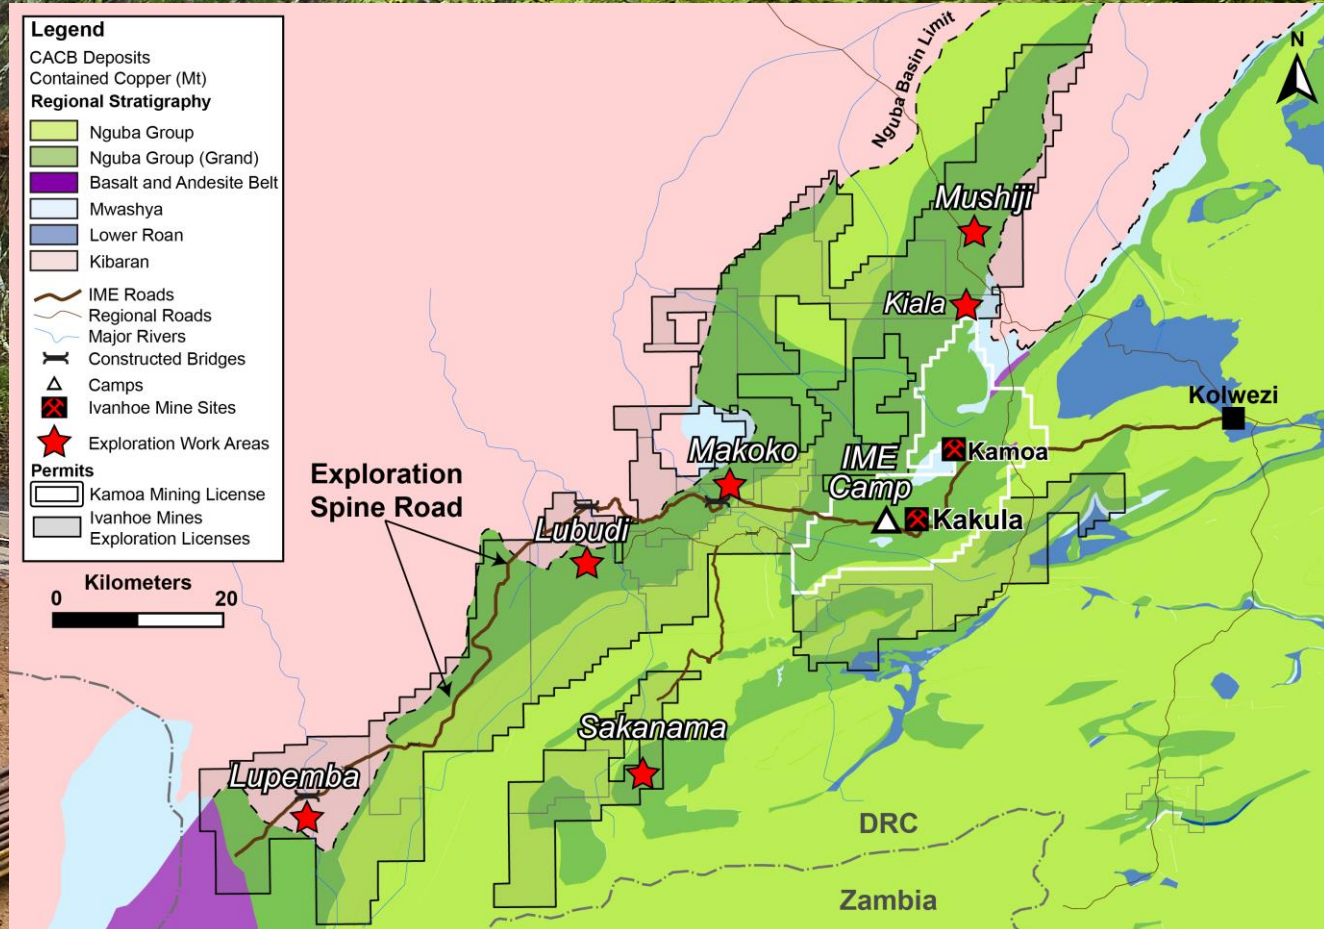 Legend
CACB Deposits
Contained Copper (Mt)
Regional Stratigraphy
Nguba Group
Nguba Group (Grand)
Basalt and Andesite Belt
Mwashya
Lower Roan
Kibaran
IME Roads
Regional Roads
Major Rivers
Constructed Bridges
Camps
Ivanhoe Mine Sites
Exploration Work Areas
Permits
Kamoa Mining License
Ivanhoe Mines
Exploration Licenses
Kilometers
0 20
Nguba Basin Limit
N
Mushiji
Kiala
Kolwezi
Makoko
IME
Camp
Kamoa
Kakula
Exploration
Spine Road
Lubudi
Sakanama
Lupemba
DRC
Zambia